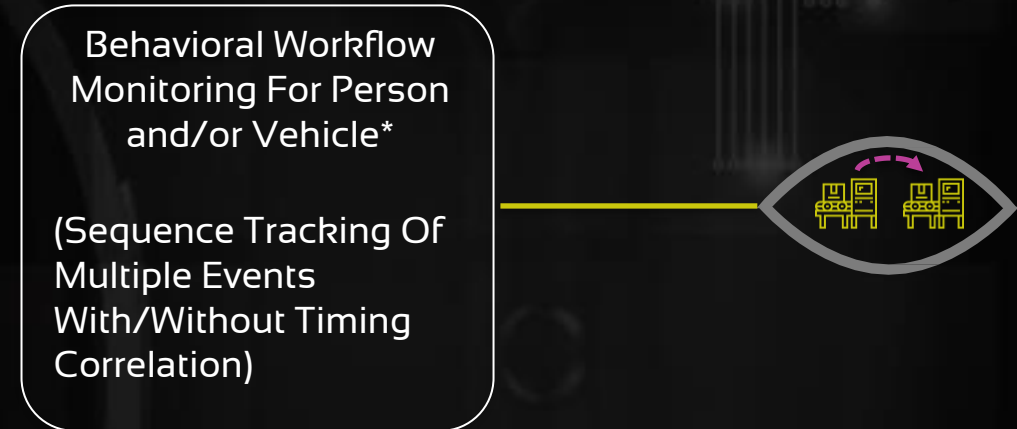 Behavioral Workflow
Monitoring For Person
and/or Vehicle*
(Sequence Tracking Of
Multiple Events
With/Without Timing
Correlation)